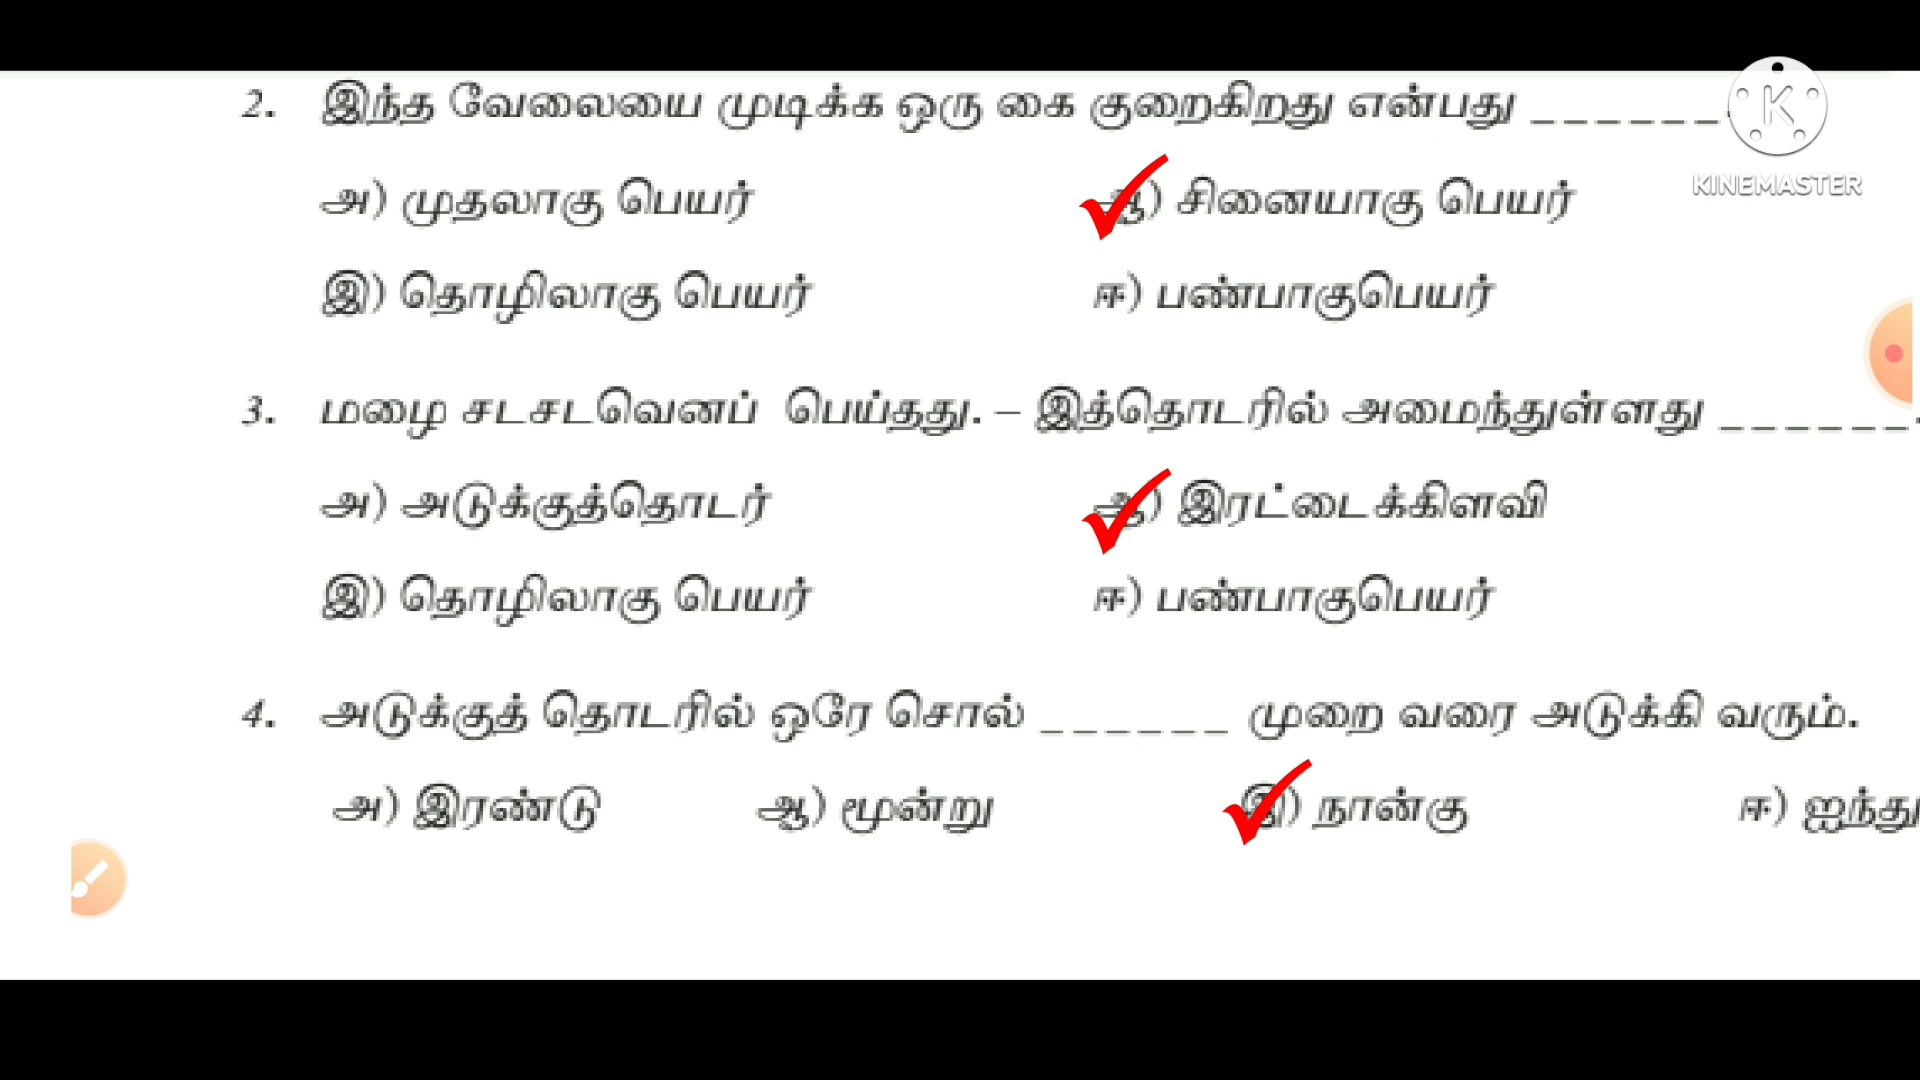 2. இந்த வேலையை முடிக்க ஒரு கை குறைகிறது என்பது ______.
அ) முதலாகு பெயர் ஆ) சினையாகு பெயர்
இ) தொழிலாகு பெயர் ஈ) பண்பாகுபெயர்
3. மழை சடசடவெனப் பெய்தது. – இத்தொடரில் அமைந்துள்ளது ______.
அ) அடுக்குத்தொடர் ஆ) இரட்டைக்கிளவி
இ) தொழிலாகு பெயர் ஈ) பண்பாகுபெயர்
4. அடுக்குத் தொடரில் ஒரே சொல் ______ முறை வரை அடுக்கி வரும்.
அ) இரண்டு ஆ) மூன்று இ) நான்கு ஈ) ஐந்து
K
KINEMASTER